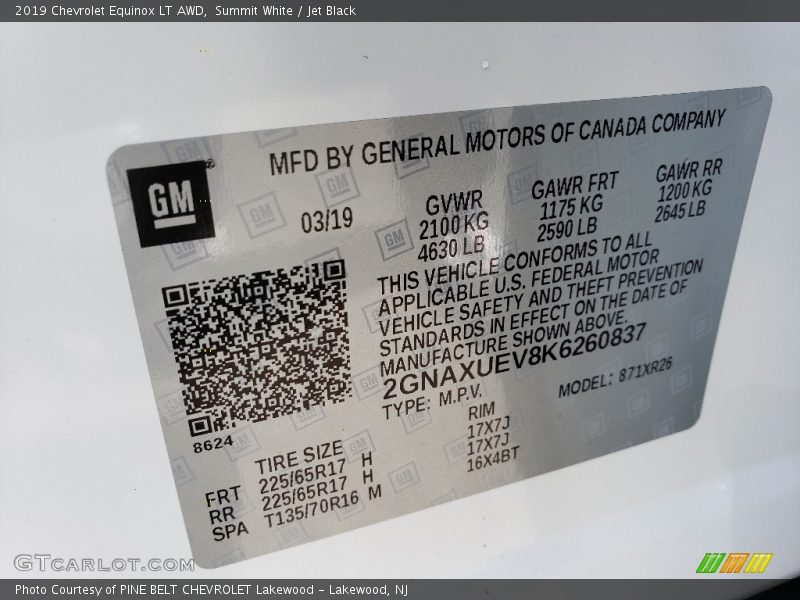 2019 Chevrolet Equinox LT AWD, Summit White / Jet Black
MFD BY GENERAL MOTORS OF CANADA COMPANY
GM
03/19
GVWR
2100 KG
4630 LB
GAWR FRT
1175 KG
2590 LB
GAWR RR
1200 KG
2645 LB
THIS VEHICLE CONFORMS TO ALL
APPLICABLE U.S. FEDERAL MOTOR
VEHICLE SAFETY AND THEFT PREVENTION
STANDARDS IN EFFECT ON THE DATE OF
MANUFACTURE SHOWN ABOVE.
2GNAXUEV8K6260837
TYPE: M.P.V.
MODEL: 871XR26
8624
TIRE SIZE
RIM
FRT 225/65R17 H 17X7J
RR 225/65R17 H 17X7J
SPA T135/70R16 M 16X4BT
GTCARLOT.COM
Photo Courtesy of PINE BELT CHEVROLET Lakewood - Lakewood, NJ